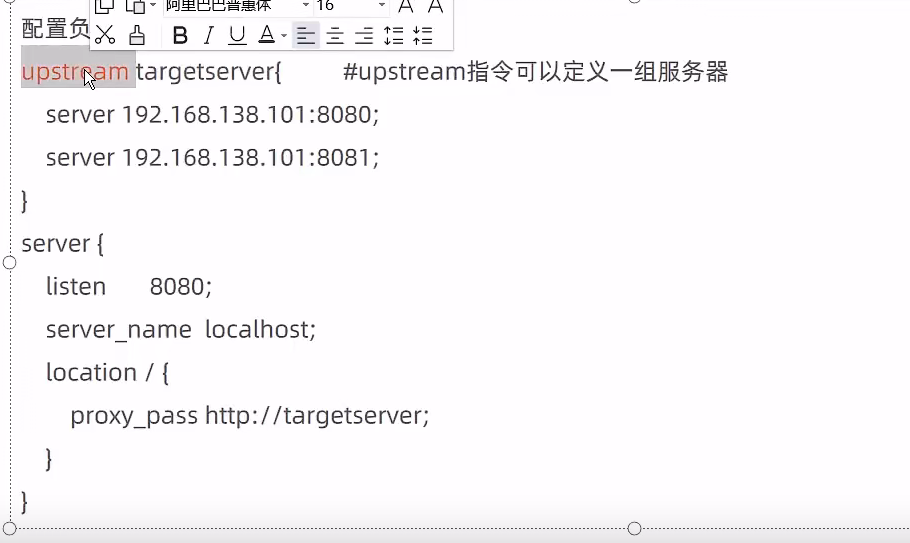 阿里巴巴普惠体 16 A A
配置负
B I U A
upstream targetserver{ #upstream指令可以定义一组服务器
server 192.168.138.101:8080;
server 192.168.138.101:8081;
}
server {
listen 8080;
server_name localhost;
location / {
proxy_pass http://targetserver;
}
}